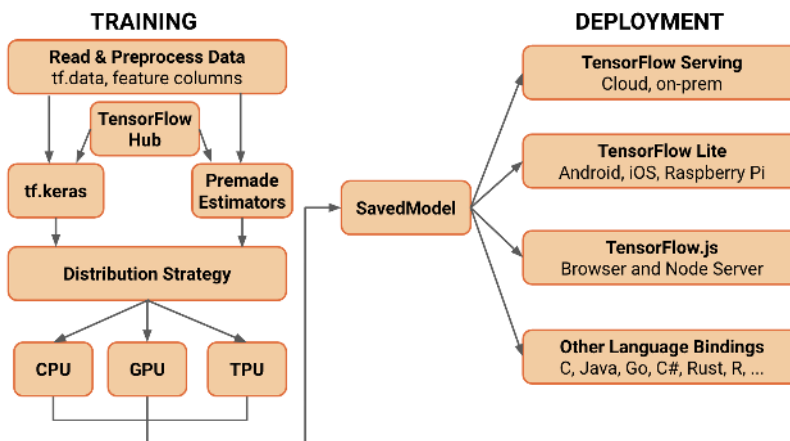 TRAINING
Read & Preprocess Data
tf.data, feature columns
TensorFlow
Hub
tf.keras
Premade
Estimators
Distribution Strategy
CPU
GPU
TPU
SavedModel
DEPLOYMENT
TensorFlow Serving
Cloud, on-prem
TensorFlow Lite
Android, iOS, Raspberry Pi
TensorFlow.js
Browser and Node Server
Other Language Bindings
C, Java, Go, C#, Rust, R, ...